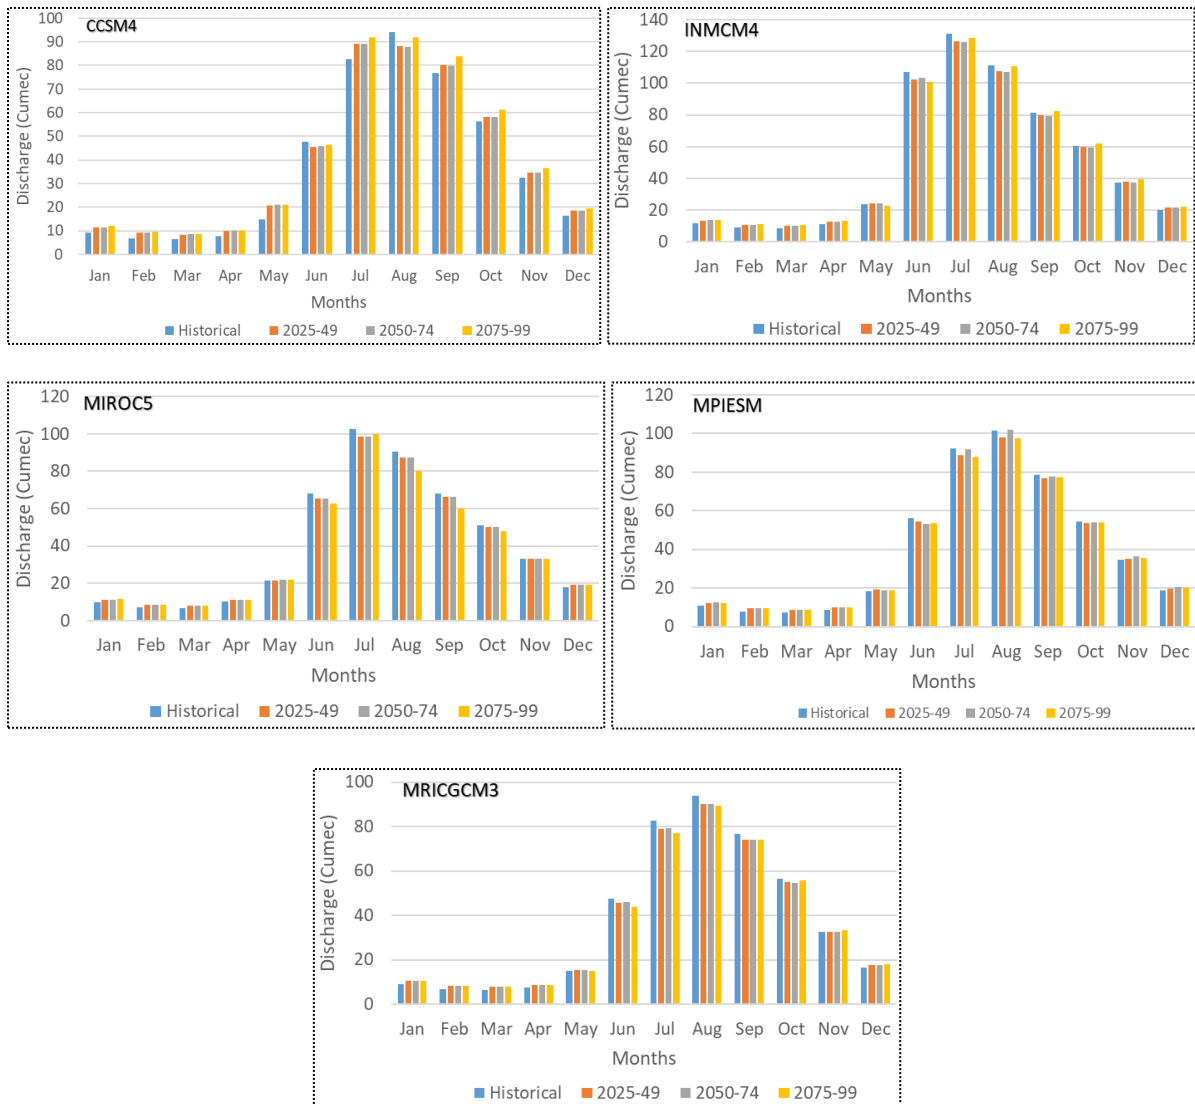 CCSM4
Discharge (Cumec)
100
90
80
70
60
50
40
30
20
10
0
Jan Feb Mar Apr May Jun Jul Aug Sep Oct Nov Dec
Months
Historical 2025-49 2050-74 2075-99
INMCM4
Discharge (Cumec)
140
120
100
80
60
40
20
0
Jan Feb Mar Apr May Jun Jul Aug Sep Oct Nov Dec
Months
Historical 2025-49 2050-74 2075-99
MIROC5
Discharge (Cumec)
120
100
80
60
40
20
0
Jan Feb Mar Apr May Jun Jul Aug Sep Oct Nov Dec
Months
Historical 2025-49 2050-74 2075-99
MPIESM
Discharge (Cumec)
120
100
80
60
40
20
0
Jan Feb Mar Apr May Jun Jul Aug Sep Oct Nov Dec
Months
Historical 2025-49 2050-74 2075-99
MRICGCM3
Discharge (Cumec)
100
80
60
40
20
0
Jan Feb Mar Apr May Jun Jul Aug Sep Oct Nov Dec
Months
Historical 2025-49 2050-74 2075-99